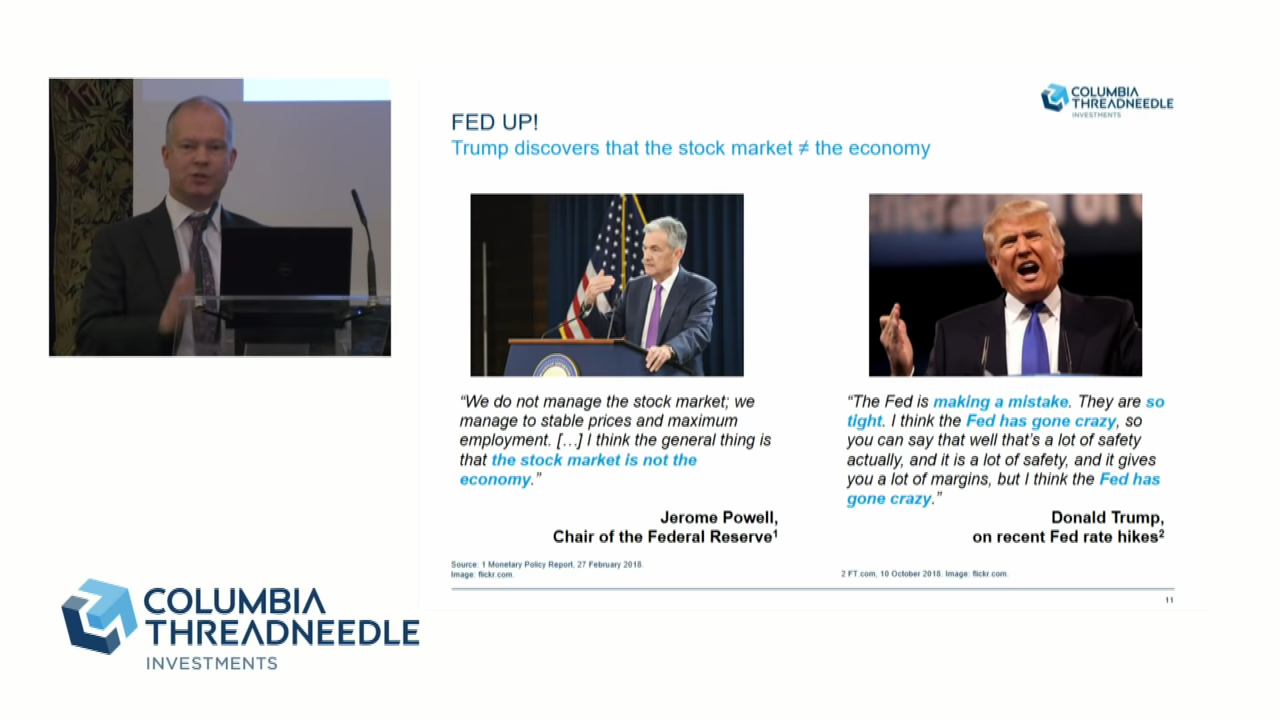 COLUMBIA
THREADNEEDLE
INVESTMENTS
FED UP!
Trump discovers that the stock market ≠ the economy
“We do not manage the stock market; we
manage to stable prices and maximum
employment. […] I think the general thing is
that the stock market is not the
economy.”
Jerome Powell,
Chair of the Federal Reserve¹
Source: 1 Monetary Policy Report, 27 February 2018.
Image: flickr.com.
“The Fed is making a mistake. They are so
tight. I think the Fed has gone crazy, so
you can say that well that’s a lot of safety
actually, and it is a lot of safety, and it gives
you a lot of margins, but I think the Fed has
gone crazy.”
Donald Trump,
on recent Fed rate hikes²
2 FT.com, 10 October 2018. Image: flickr.com.
11
COLUMBIA
THREADNEEDLE
INVESTMENTS